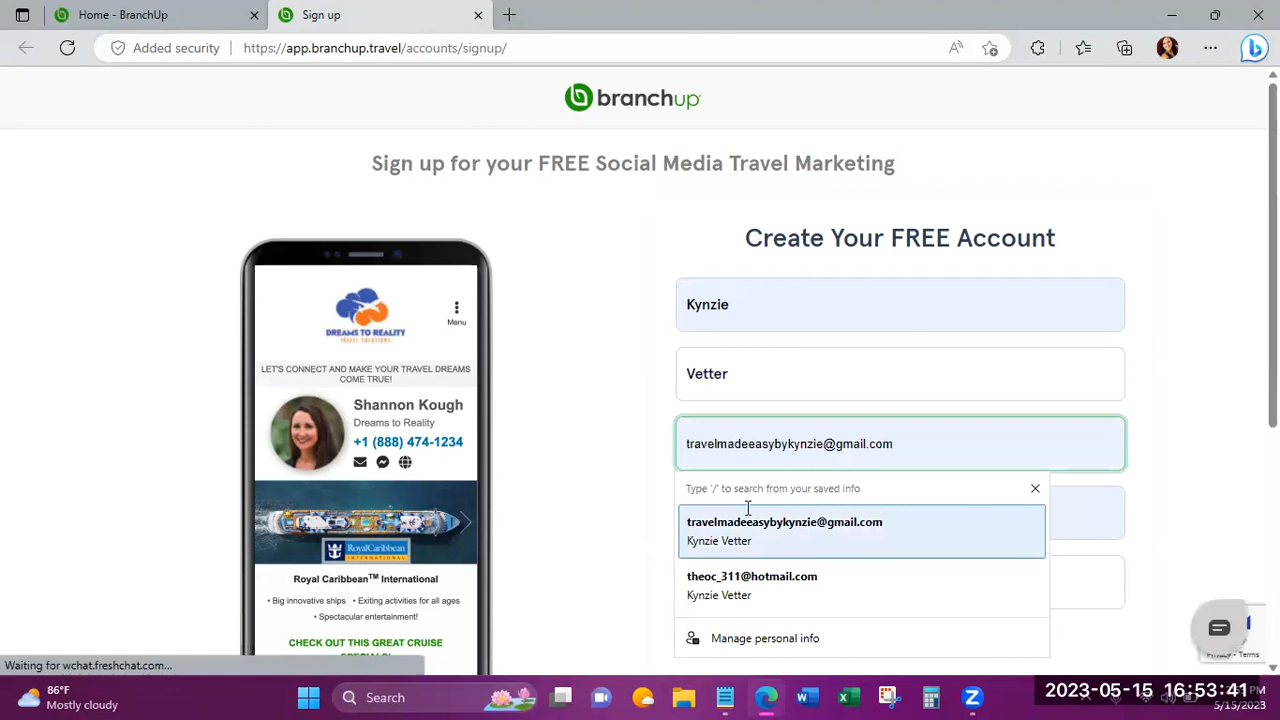 Home - BranchUp
Sign up
Added security
https://app.branchup.travel/accounts/signup/
branchup
Sign up for your FREE Social Media Travel Marketing
Create Your FREE Account
Kynzie
Vetter
travelmadeeasybykynzie@gmail.com
Type '/' to search from your saved info
travelmadeeasybykynzie@gmail.com
Kynzie Vetter
theoc_311@hotmail.com
Kynzie Vetter
Manage personal info
Menu
DREAMS TO REALITY
TRAVEL SOLUTIONS
LET'S CONNECT AND MAKE YOUR TRAVEL DREAMS
COME TRUE!
Shannon Kough
Dreams to Reality
+1 (888) 474-1234
RoyalCaribbean
INTERNATIONAL
Royal Caribbean™ International
• Big innovative ships • Exiting activities for all ages
• Spectacular entertainment!
CHECK OUT THIS GREAT CRUISE
Terms
Waiting for wchat.freshchat.com...
86°F
Mostly cloudy
Search
2023-05-15 16:53:41
5/15/2023